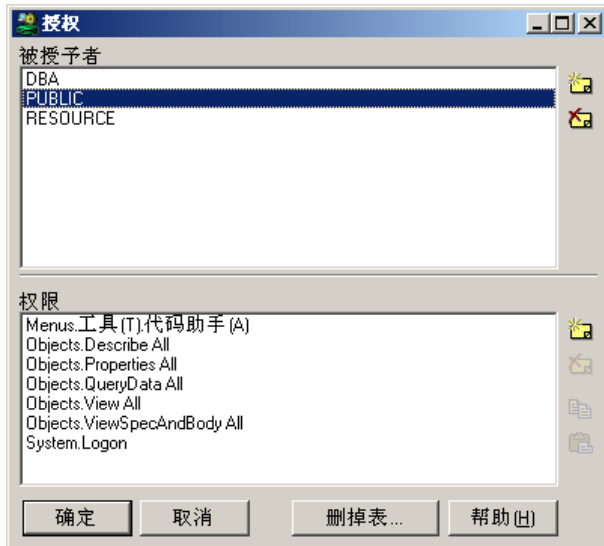 授权
被授予者
DBA
PUBLIC
RESOURCE
权限
Menus.工具(T).代码助手(A)
Objects.Describe All
Objects.Properties All
Objects.QueryData All
Objects.View All
Objects.ViewSpecAndBody All
System.Logon
确定 取消 删掉表... 帮助(H)